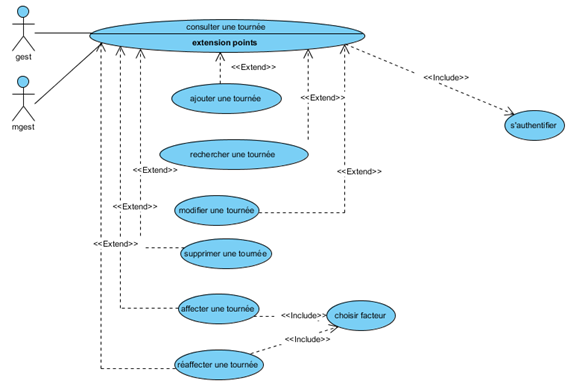 consulter une tournée
extension points
gest
<<Extend>>
<<Include>>
mgest
ajouter une tournée
<<Extend>>
s'authentifier
rechercher une tournée
<<Extend>>
<<Extend>>
<<Extend>>
modifier une tournée
<<Extend>>
supprimer une tournée
affecter une tournée
<<Include>>
choisir facteur
<<Include>>
réaffecter une tournée